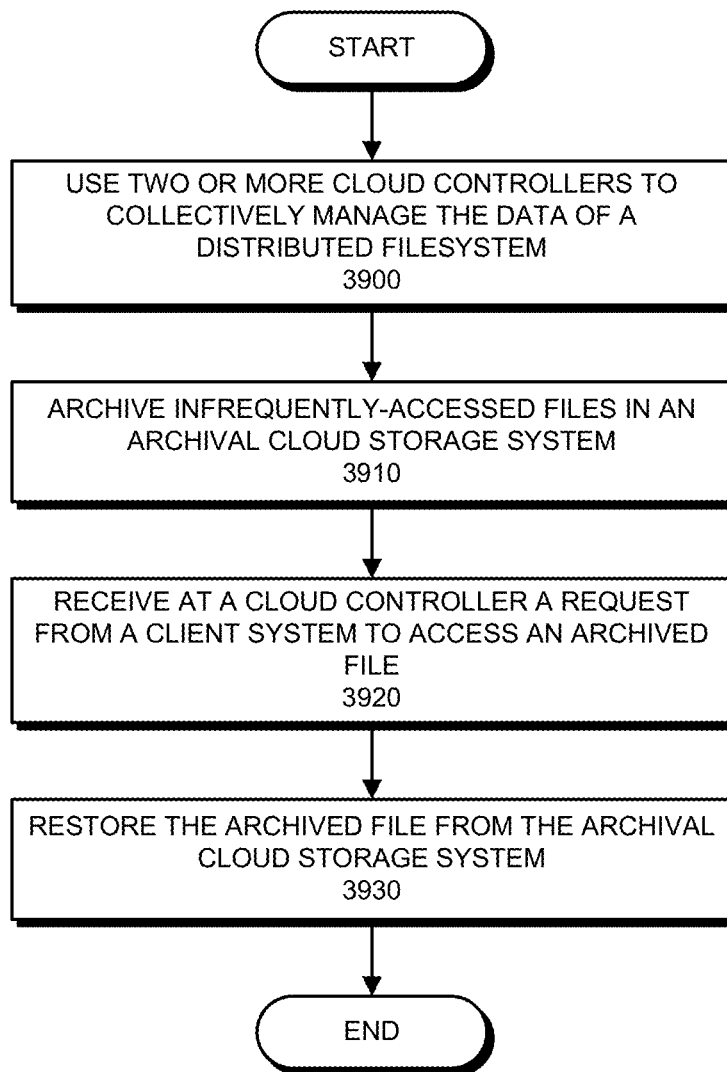 START
USE TWO OR MORE CLOUD CONTROLLERS TO
COLLECTIVELY MANAGE THE DATA OF A
DISTRIBUTED FILESYSTEM
3900
ARCHIVE INFREQUENTLY-ACCESSED FILES IN AN
ARCHIVAL CLOUD STORAGE SYSTEM
3910
RECEIVE AT A CLOUD CONTROLLER A REQUEST
FROM A CLIENT SYSTEM TO ACCESS AN ARCHIVED
FILE
3920
RESTORE THE ARCHIVED FILE FROM THE ARCHIVAL
CLOUD STORAGE SYSTEM
3930
END